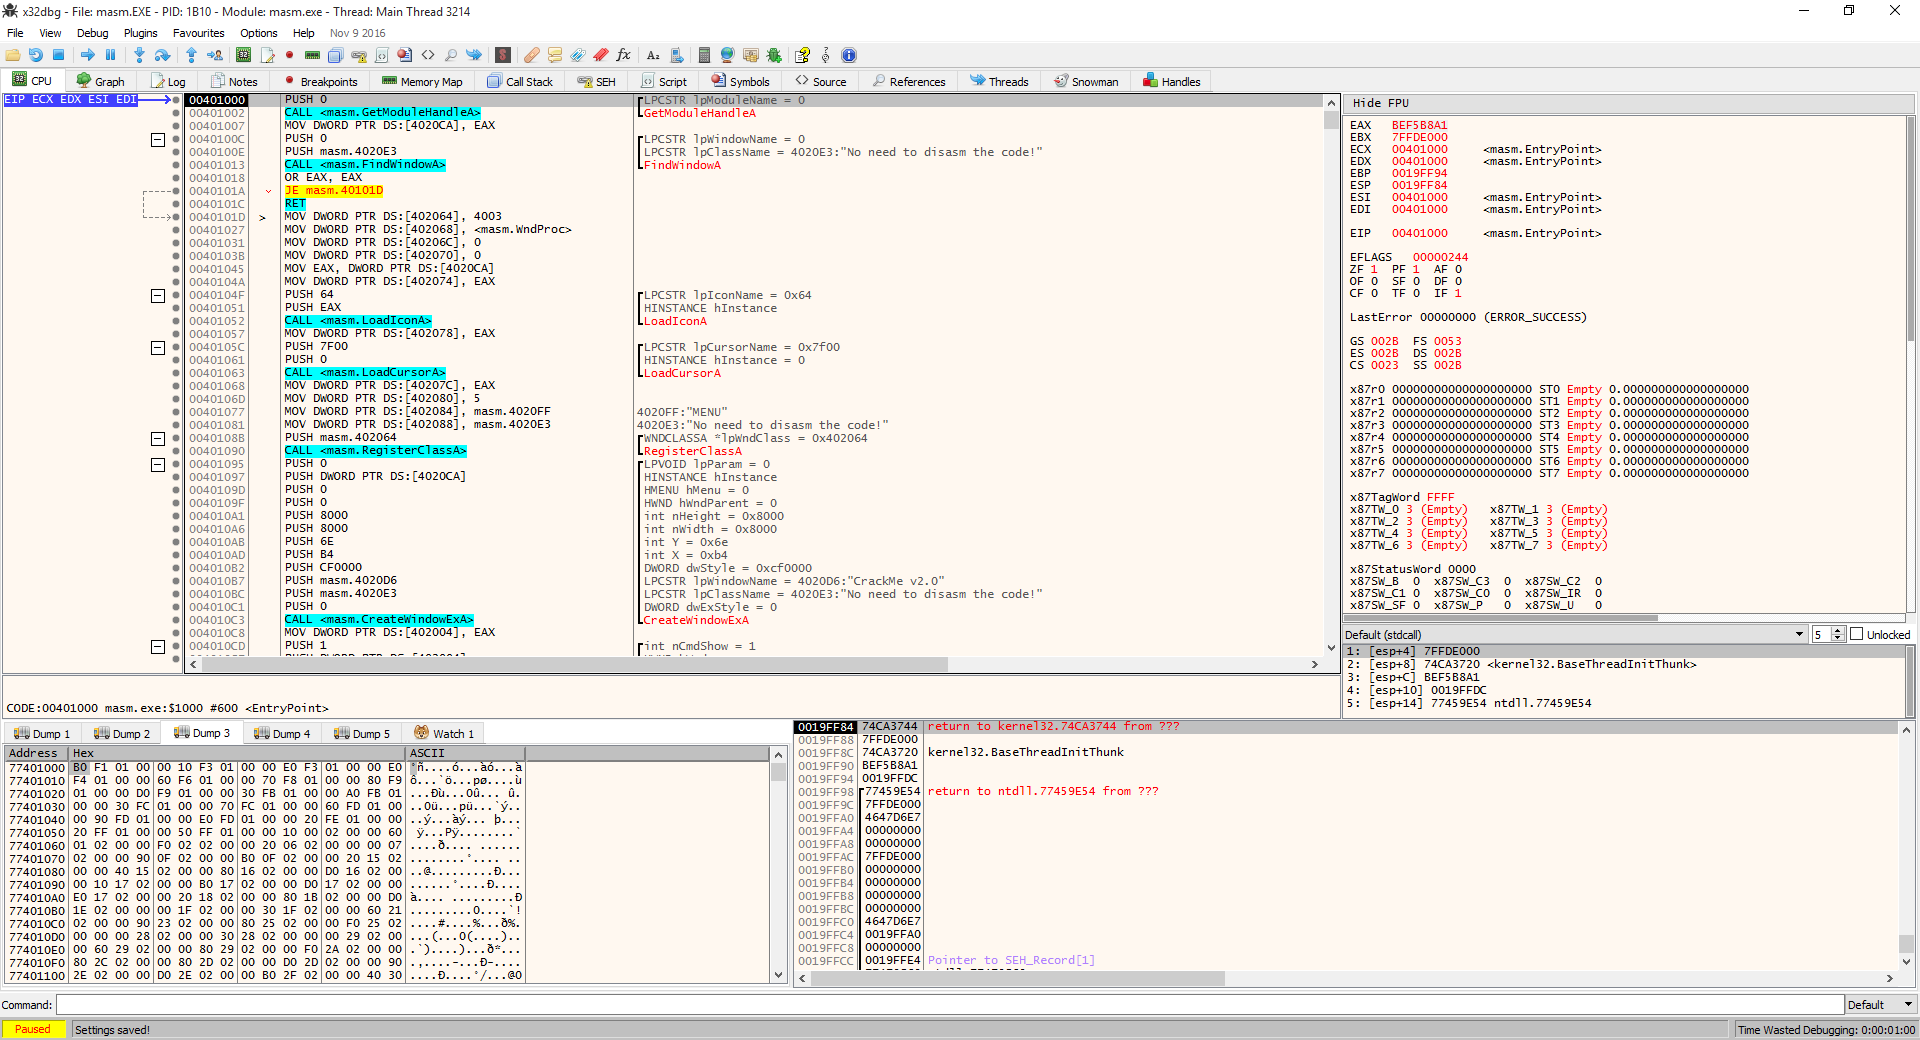 x32dbg - File: masm.EXE - PID: 1B10 - Module: masm.exe - Thread: Main Thread 3214
File View Debug Plugins Favourites Options Help Nov 9 2016
CPU Graph Log Notes Breakpoints Memory Map Call Stack SEH Script Symbols Source References Threads Snowman Handles
EIP ECX EDX ESI EDI
00401000 PUSH 0 LPCSTR lpModuleName = 0
00401002 CALL <masm.GetModuleHandleA> GetModuleHandleA
00401007 MOV DWORD PTR DS:[4020CA], EAX
0040100C PUSH 0 LPCSTR lpWindowName = 0
0040100E PUSH masm.4020E3 LPCSTR lpClassName = 4020E3:"No need to disasm the code!"
00401013 CALL <masm.FindWindowA> FindWindowA
00401018 OR EAX, EAX
0040101A JE masm.40101D
0040101C RET
0040101D > MOV DWORD PTR DS:[402064], 4003
00401027 MOV DWORD PTR DS:[402068], <masm.WndProc>
00401031 MOV DWORD PTR DS:[40206C], 0
0040103B MOV DWORD PTR DS:[402070], 0
00401045 MOV EAX, DWORD PTR DS:[4020CA]
0040104A MOV DWORD PTR DS:[402074], EAX
0040104F PUSH 64 LPCSTR lpIconName = 0x64
00401051 PUSH EAX HINSTANCE hInstance
00401052 CALL <masm.LoadIconA> LoadIconA
00401057 MOV DWORD PTR DS:[402078], EAX
0040105C PUSH 7F00 LPCSTR lpCursorName = 0x7f00
00401061 PUSH 0 HINSTANCE hInstance = 0
00401063 CALL <masm.LoadCursorA> LoadCursorA
00401068 MOV DWORD PTR DS:[40207C], EAX
0040106D MOV DWORD PTR DS:[402080], 5
00401077 MOV DWORD PTR DS:[402084], masm.4020FF 4020FF:"MENU"
00401081 MOV DWORD PTR DS:[402088], masm.4020E3 4020E3:"No need to disasm the code!"
0040108B PUSH masm.402064 WNDCLASSA *lpWndClass = 0x402064
00401090 CALL <masm.RegisterClassA> RegisterClassA
00401095 PUSH 0 LPVOID lpParam = 0
00401097 PUSH DWORD PTR DS:[4020CA] HINSTANCE hInstance
0040109D PUSH 0 HMENU hMenu = 0
0040109F PUSH 0 HWND hWndParent = 0
004010A1 PUSH 8000 int nHeight = 0x8000
004010A6 PUSH 8000 int nWidth = 0x8000
004010AB PUSH 6E int Y = 0x6e
004010AD PUSH B4 int X = 0xb4
004010B2 PUSH CF0000 DWORD dwStyle = 0xcf0000
004010B7 PUSH masm.4020D6 LPCSTR lpWindowName = 4020D6:"CrackMe v2.0"
004010BC PUSH masm.4020E3 LPCSTR lpClassName = 4020E3:"No need to disasm the code!"
004010C1 PUSH 0 DWORD dwExStyle = 0
004010C3 CALL <masm.CreateWindowExA> CreateWindowExA
004010C8 MOV DWORD PTR DS:[402004], EAX
004010CD PUSH 1 int nCmdShow = 1
CODE:00401000 masm.exe:$1000 #600 <EntryPoint>
Hide FPU
EAX BEF5B8A1
EBX 7FFDE000
ECX 00401000 <masm.EntryPoint>
EDX 00401000 <masm.EntryPoint>
EBP 0019FF94
ESP 0019FF84
ESI 00401000 <masm.EntryPoint>
EDI 00401000 <masm.EntryPoint>
EIP 00401000 <masm.EntryPoint>
EFLAGS 00000244
ZF 1 PF 1 AF 0
OF 0 SF 0 DF 0
CF 0 TF 0 IF 1
LastError 00000000 (ERROR_SUCCESS)
GS 002B FS 0053
ES 002B DS 002B
CS 0023 SS 002B
x87r0 00000000000000000000 ST0 Empty 0.000000000000000000
x87r1 00000000000000000000 ST1 Empty 0.000000000000000000
x87r2 00000000000000000000 ST2 Empty 0.000000000000000000
x87r3 00000000000000000000 ST3 Empty 0.000000000000000000
x87r4 00000000000000000000 ST4 Empty 0.000000000000000000
x87r5 00000000000000000000 ST5 Empty 0.000000000000000000
x87r6 00000000000000000000 ST6 Empty 0.000000000000000000
x87r7 00000000000000000000 ST7 Empty 0.000000000000000000
x87TagWord FFFF
x87TW_0 3 (Empty) x87TW_1 3 (Empty)
x87TW_2 3 (Empty) x87TW_3 3 (Empty)
x87TW_4 3 (Empty) x87TW_5 3 (Empty)
x87TW_6 3 (Empty) x87TW_7 3 (Empty)
x87StatusWord 0000
x87SW_B 0 x87SW_C3 0 x87SW_C2 0
x87SW_C1 0 x87SW_C0 0 x87SW_IR 0
x87SW_SF 0 x87SW_P 0 x87SW_U 0
Default (stdcall) 5 Unlocked
1: [esp+4] 7FFDE000
2: [esp+8] 74CA3720 <kernel32.BaseThreadInitThunk>
3: [esp+C] BEF5B8A1
4: [esp+10] 0019FFDC
5: [esp+14] 77459E54 ntdll.77459E54
Dump 1 Dump 2 Dump 3 Dump 4 Dump 5 Watch 1
Address Hex ASCII
77401000 B0 F1 01 00 00 10 F3 01 00 00 E0 F3 01 00 00 E0 °ñ....ó...àó...à
77401010 F4 01 00 00 60 F6 01 00 00 70 F8 01 00 00 80 F9 ô...`ö...pø....ù
77401020 01 00 00 D0 F9 01 00 00 30 FB 01 00 00 A0 FB 01 ...Ðù...0û... û.
77401030 00 00 30 FC 01 00 00 70 FC 01 00 00 60 FD 01 00 ..0ü...pü...`ý..
77401040 00 90 FD 01 00 00 E0 FD 01 00 00 20 FE 01 00 00 ..ý...àý... þ...
77401050 20 FF 01 00 00 50 FF 01 00 00 10 00 02 00 00 60  ÿ...Pÿ........`
77401060 01 02 00 00 F0 02 02 00 00 20 06 02 00 00 00 07 ....ð.... ......
77401070 02 00 00 90 0F 02 00 00 B0 0F 02 00 00 20 15 02 ........°.... ..
77401080 00 00 40 15 02 00 00 80 16 02 00 00 D0 16 02 00 ..@.........Ð...
77401090 00 10 17 02 00 00 B0 17 02 00 00 D0 17 02 00 00 ......°....Ð....
774010A0 E0 17 02 00 00 20 18 02 00 00 80 1B 02 00 00 D0 à.... .........Ð
774010B0 1E 02 00 00 00 1F 02 00 00 30 1F 02 00 00 60 21 .........0....`!
774010C0 02 00 00 90 23 02 00 00 80 25 02 00 00 F0 25 02 ....#....%...ð%.
774010D0 00 00 00 28 02 00 00 30 28 02 00 00 00 29 02 00 ...(...0(....)..
774010E0 00 60 29 02 00 00 80 29 02 00 00 F0 2A 02 00 00 .`)....)...ð*...
774010F0 80 2C 02 00 00 80 2D 02 00 00 D0 2D 02 00 00 90 .,....-...Ð-....
77401100 2E 02 00 00 D0 2E 02 00 00 B0 2F 02 00 00 40 30 ....Ð....°/...@0
0019FF84 74CA3744 return to kernel32.74CA3744 from ???
0019FF88 7FFDE000
0019FF8C 74CA3720 kernel32.BaseThreadInitThunk
0019FF90 BEF5B8A1
0019FF94 0019FFDC
0019FF98 77459E54 return to ntdll.77459E54 from ???
0019FF9C 7FFDE000
0019FFA0 4647D6E7
0019FFA4 00000000
0019FFA8 00000000
0019FFAC 7FFDE000
0019FFB0 00000000
0019FFB4 00000000
0019FFB8 00000000
0019FFBC 00000000
0019FFC0 4647D6E7
0019FFC4 0019FFA0
0019FFC8 00000000
0019FFCC 0019FFE4 Pointer to SEH_Record[1]
Command: Default
Paused Settings saved! Time Wasted Debugging: 0:00:01:00